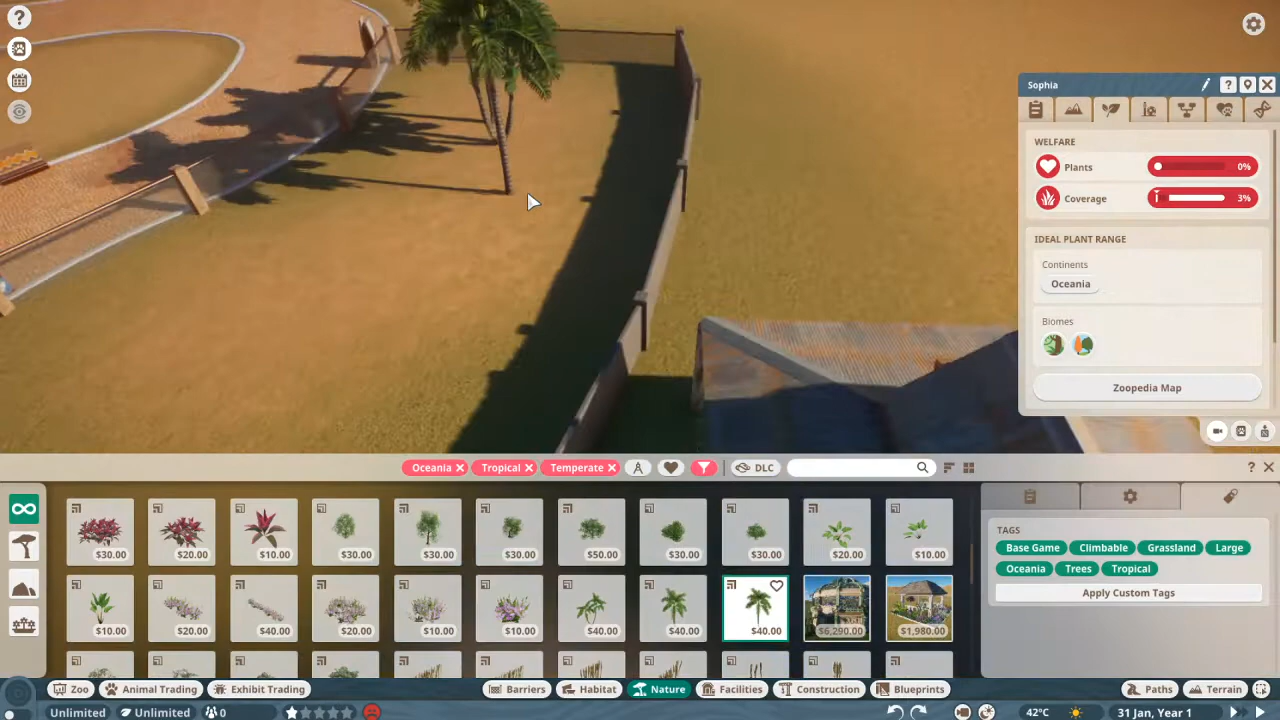 ?
Sophia
?
WELFARE
Plants
0%
Coverage
3%
IDEAL PLANT RANGE
Continents
Oceania
Biomes
Zoopedia Map
Oceania
Tropical
Temperate
DLC
?
$30.00 $20.00 $10.00 $30.00 $30.00 $30.00 $50.00 $30.00 $30.00 $20.00 $10.00
$10.00 $20.00 $40.00 $20.00 $10.00 $10.00 $40.00 $40.00 $40.00 $6,290.00 $1,980.00
TAGS
Base Game Climbable Grassland Large
Oceania Trees Tropical
Apply Custom Tags
Zoo Animal Trading Exhibit Trading Barriers Habitat Nature Facilities Construction Blueprints Paths Terrain
Unlimited Unlimited 0 42°C 31 Jan, Year 1